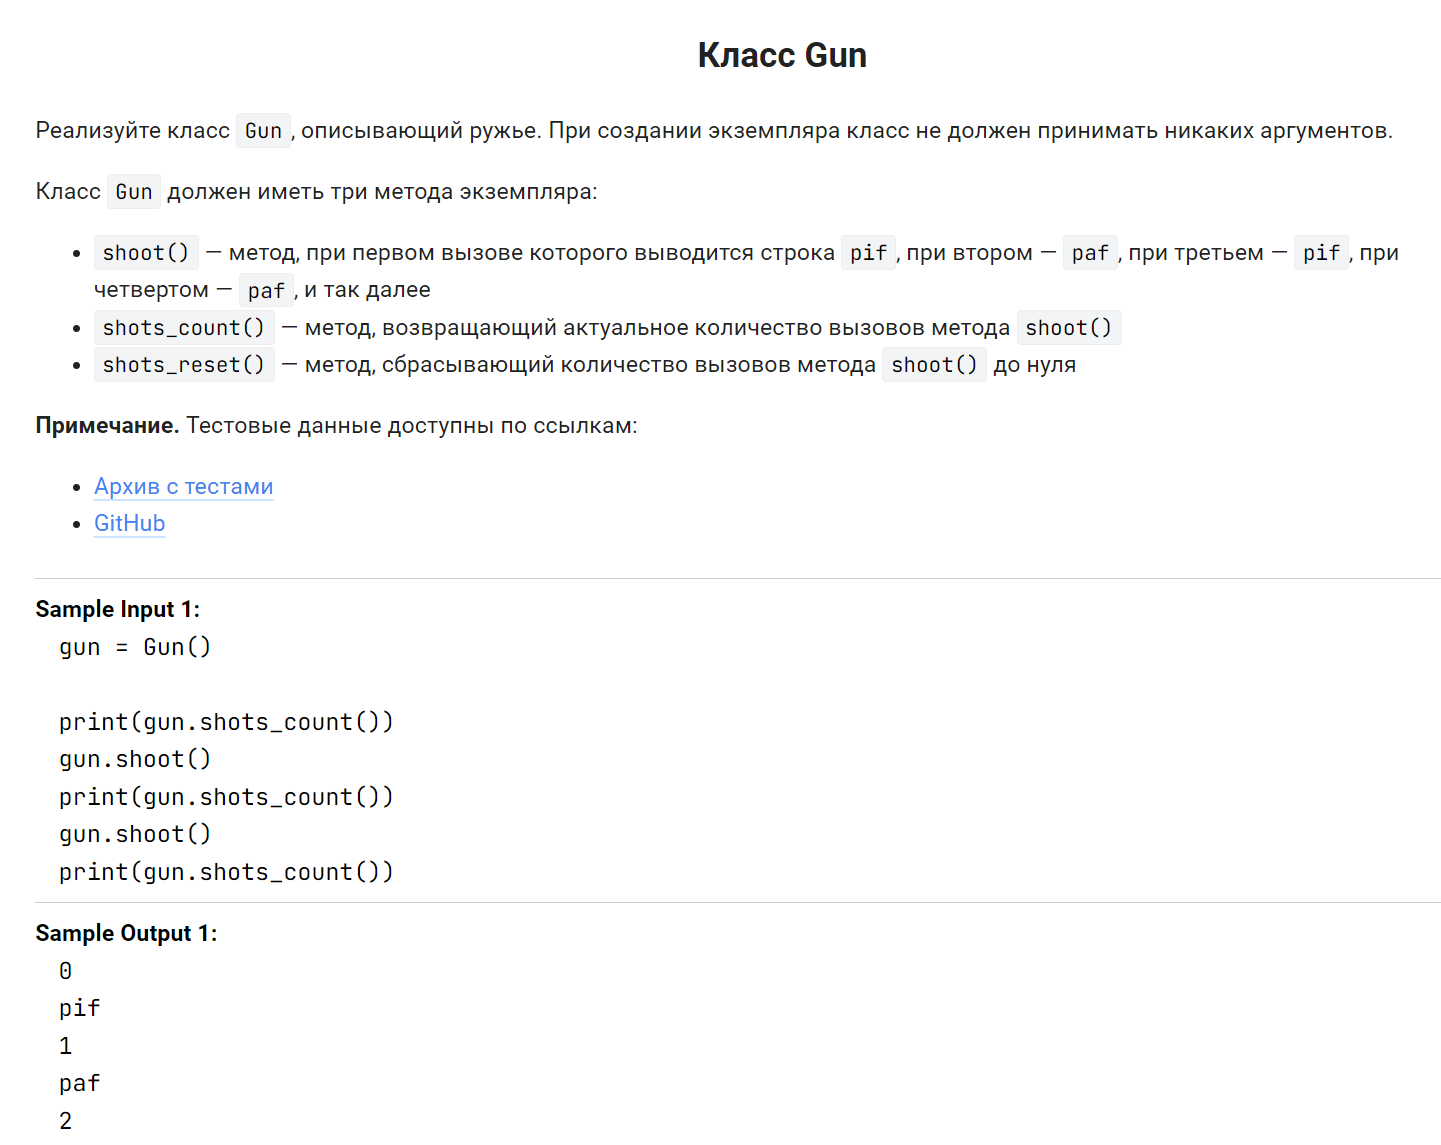 Класс Gun
Реализуйте класс Gun, описывающий ружье. При создании экземпляра класс не должен принимать никаких аргументов.
Класс Gun должен иметь три метода экземпляра:
• shoot() — метод, при первом вызове которого выводится строка pif, при втором — paf, при третьем — pif, при
четвертом — paf, и так далее
• shots_count() — метод, возвращающий актуальное количество вызовов метода shoot()
• shots_reset() — метод, сбрасывающий количество вызовов метода shoot() до нуля
Примечание. Тестовые данные доступны по ссылкам:
• Архив с тестами
• GitHub
Sample Input 1:
gun = Gun()
print(gun.shots_count())
gun.shoot()
print(gun.shots_count())
gun.shoot()
print(gun.shots_count())
Sample Output 1:
0
pif
1
paf
2